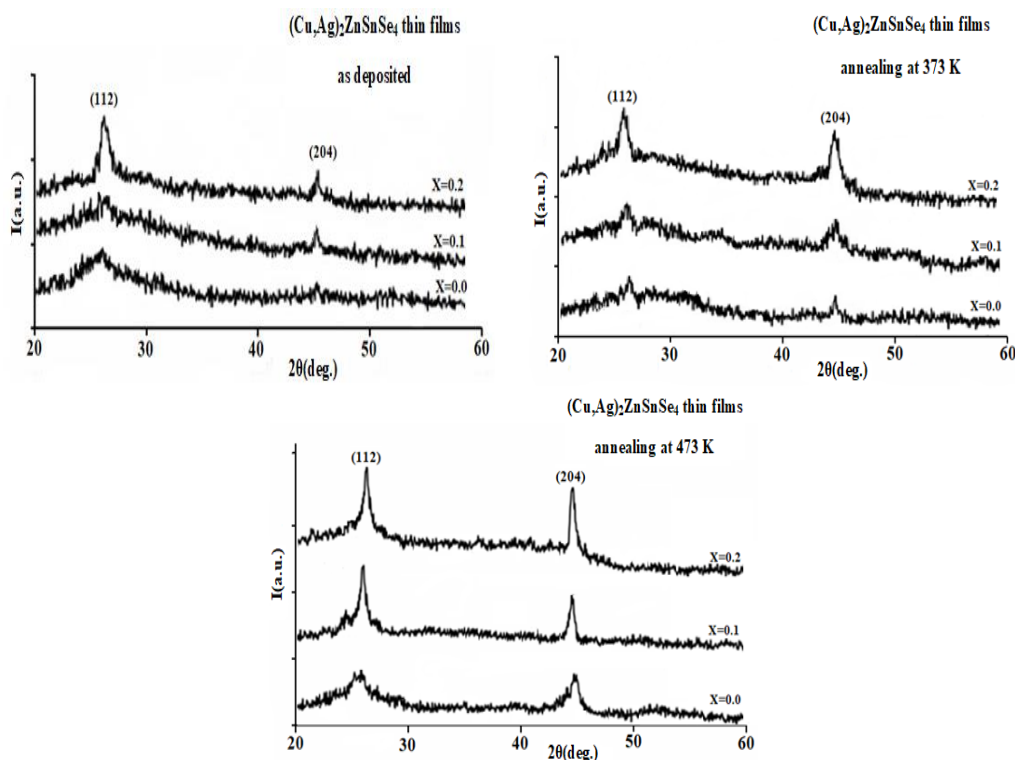 (Cu,Ag)₂ZnSnSe₄ thin films
as deposited
(112)
(204)
X=0.2
X=0.1
X=0.0
I(a.u.)
20
30
40
50
60
2θ(deg.)
(Cu,Ag)₂ZnSnSe₄ thin films
annealing at 373 K
(112)
(204)
X=0.2
X=0.1
X=0.0
I(a.u.)
20
30
40
50
60
2θ(deg.)
(Cu,Ag)₂ZnSnSe₄ thin films
annealing at 473 K
(112)
(204)
X=0.2
X=0.1
X=0.0
I(a.u.)
20
30
40
50
60
2θ(deg.)